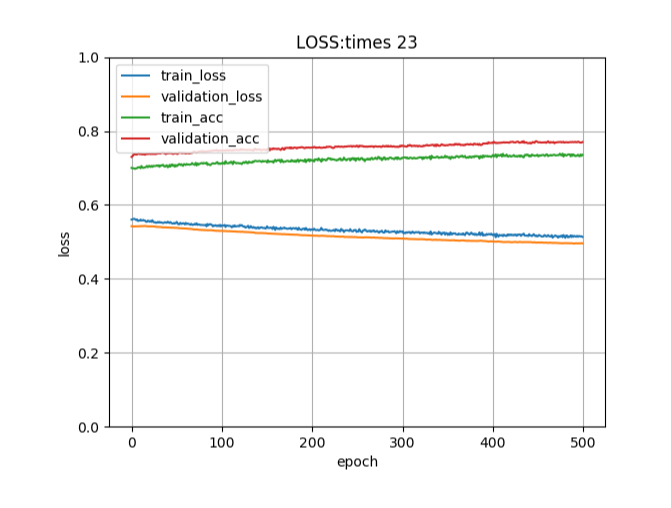 LOSS:times 23
1.0
train_loss
validation_loss
train_acc
validation_acc
0.8
0.6
loss
0.4
0.2
0.0
0 100 200 300 400 500
epoch